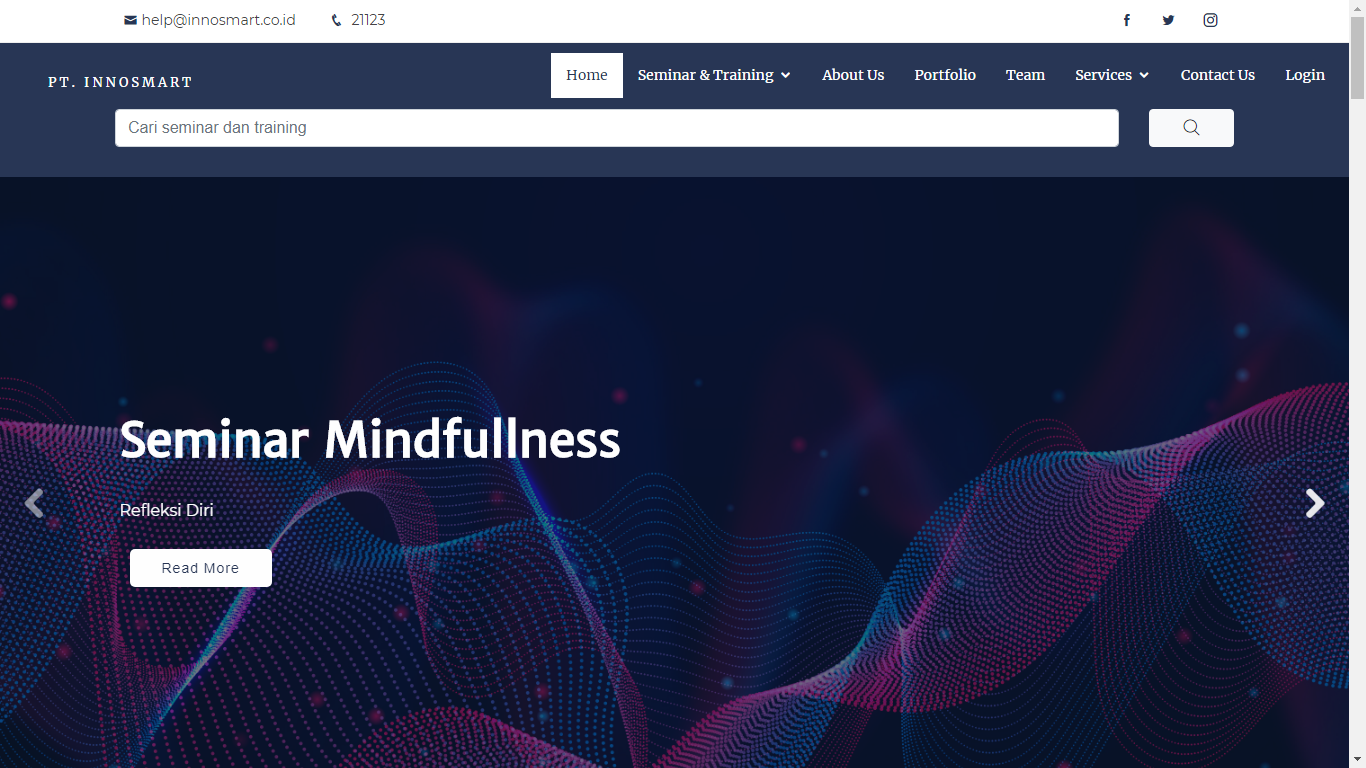 help@innosmart.co.id 21123
PT. INNOSMART
Home Seminar & Training About Us Portfolio Team Services Contact Us Login
Cari seminar dan training
Seminar Mindfullness
Refleksi Diri
Read More